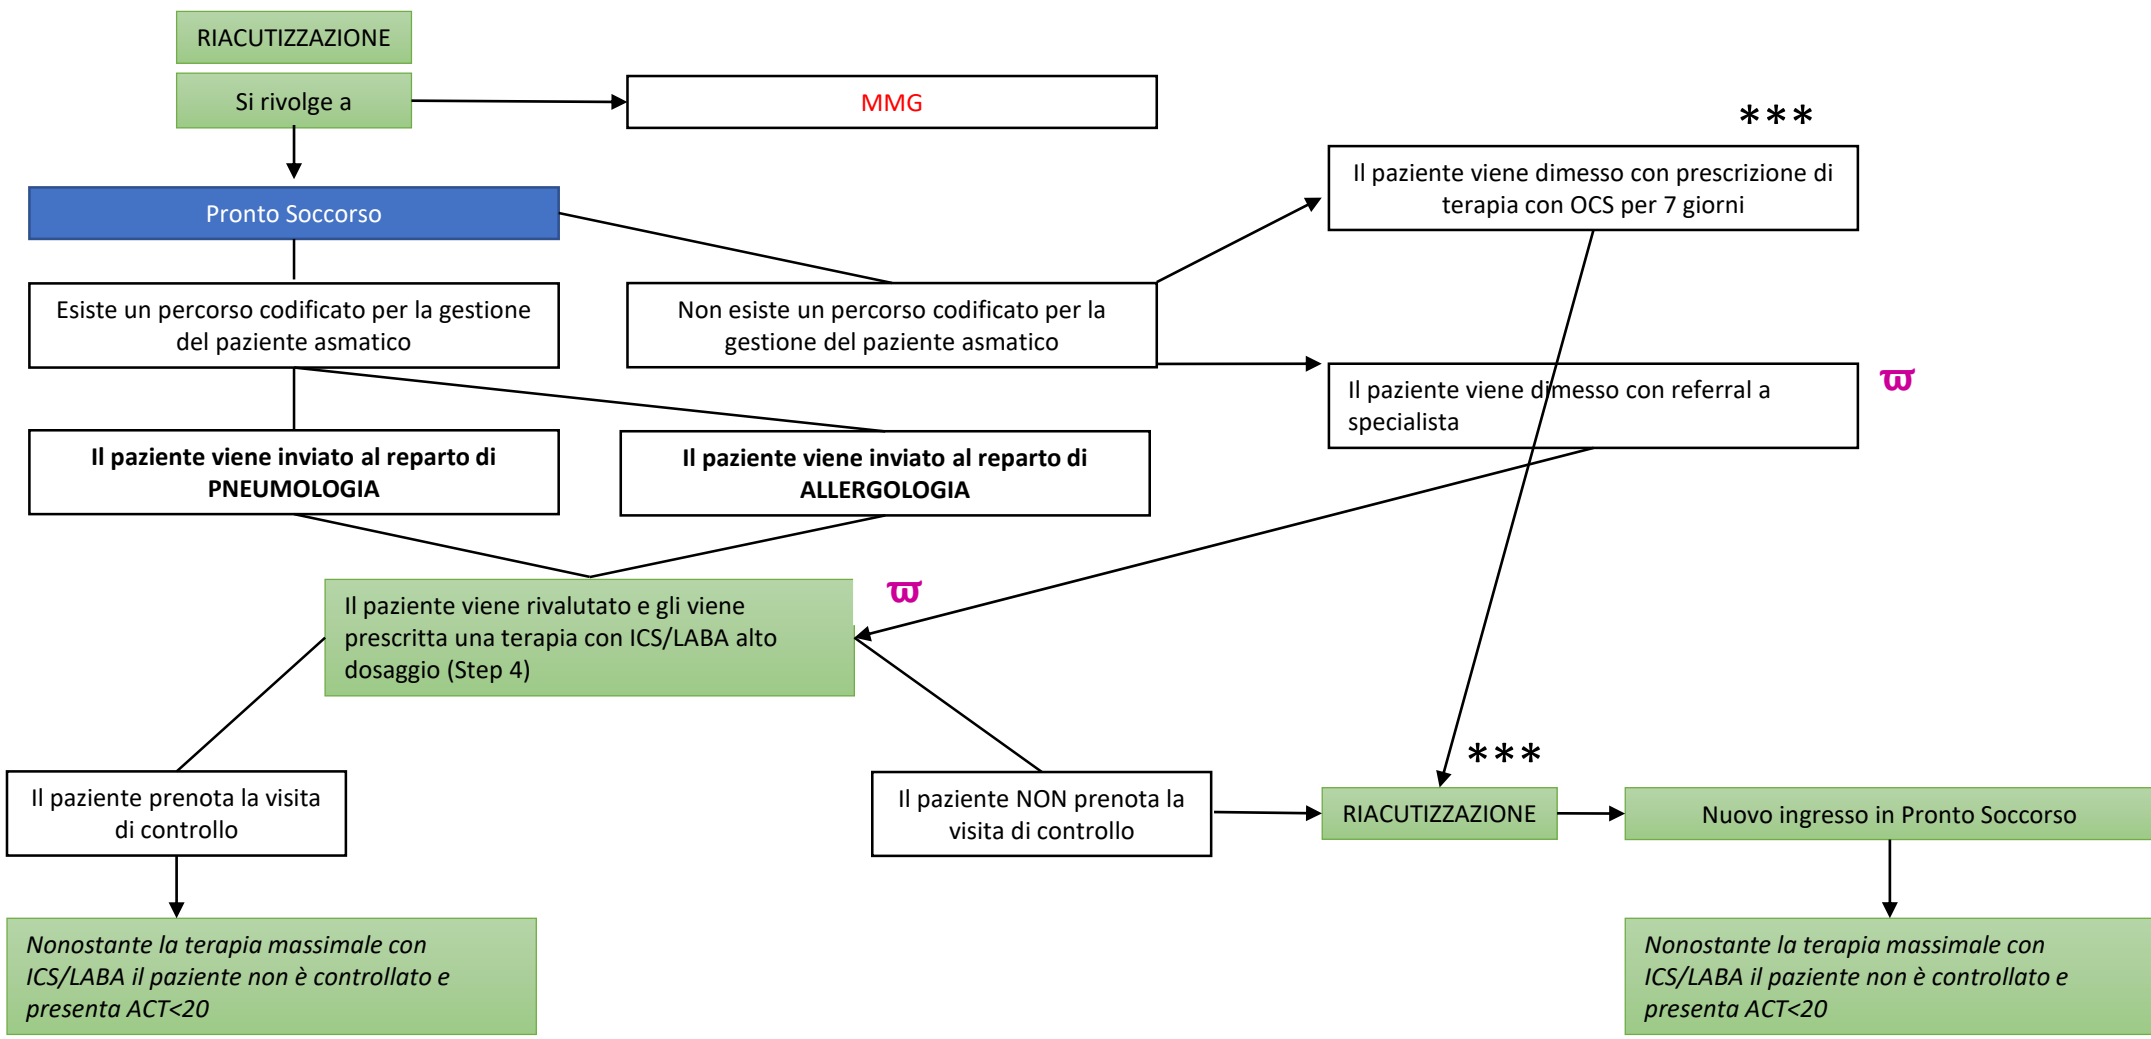 RIACUTIZZAZIONE
Si rivolge a
MMG
***
Il paziente viene dimesso con prescrizione di
terapia con OCS per 7 giorni
Pronto Soccorso
Esiste un percorso codificato per la gestione
del paziente asmatico
Non esiste un percorso codificato per la
gestione del paziente asmatico
Il paziente viene dimesso con referral a
specialista
ϖ
Il paziente viene inviato al reparto di
PNEUMOLOGIA
Il paziente viene inviato al reparto di
ALLERGOLOGIA
Il paziente viene rivalutato e gli viene
prescritta una terapia con ICS/LABA alto
dosaggio (Step 4)
ϖ
Il paziente prenota la visita
di controllo
Il paziente NON prenota la
visita di controllo
***
RIACUTIZZAZIONE
Nuovo ingresso in Pronto Soccorso
Nonostante la terapia massimale con
ICS/LABA il paziente non è controllato e
presenta ACT<20
Nonostante la terapia massimale con
ICS/LABA il paziente non è controllato e
presenta ACT<20